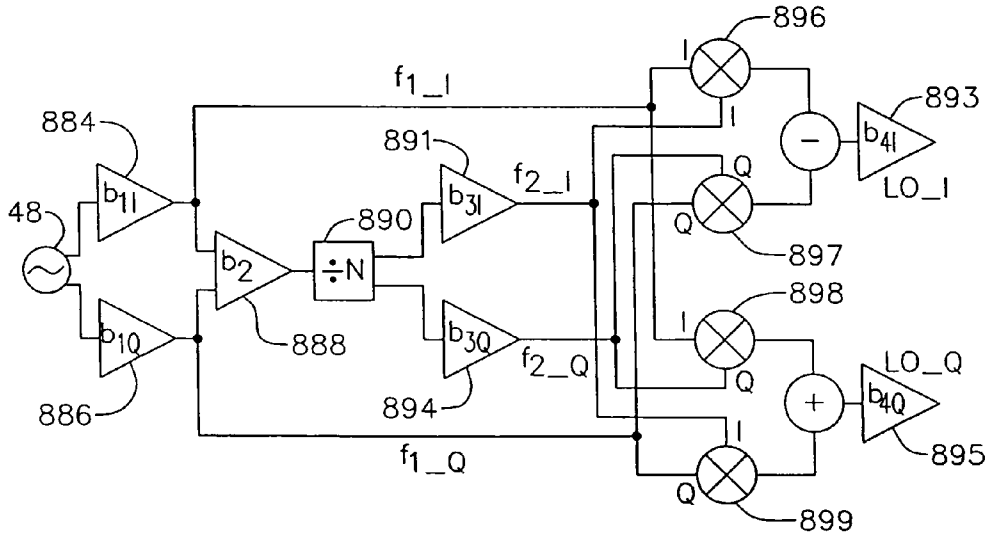 896
I
f1_I
I
893
884
891
b4I
-
b1I
b3I
f2_I
Q
LO_I
48
890
Q
b2
÷N
897
898
888
I
b1Q
b3Q
f2_Q
Q
LO_Q
886
894
+
b4Q
I
f1_Q
895
Q
899